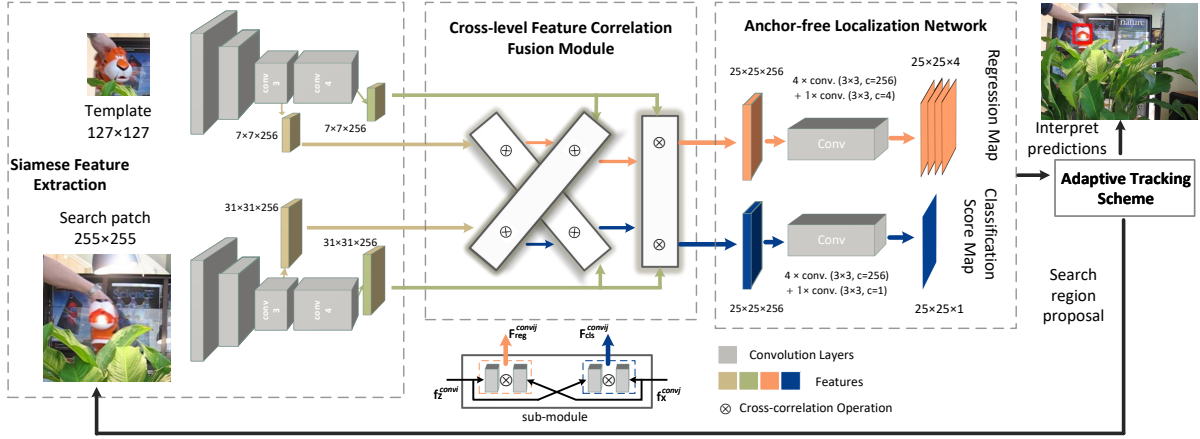 Template
127×127
Siamese Feature
Extraction
Search patch
255×255
conv
3
conv
4
7×7×256
7×7×256
31×31×256
31×31×256
conv
3
conv
4
Cross-level Feature Correlation
Fusion Module
Anchor-free Localization Network
25×25×256
4 × conv. (3×3, c=256)
+ 1× conv. (3×3, c=4)
25×25×4
Conv
Regression Map
Conv
4 × conv. (3×3, c=256)
+ 1× conv. (3×3, c=1)
25×25×256
25×25×1
Classification
Score Map
nature
Interpret
predictions
Adaptive Tracking
Scheme
Search
region
proposal
F_reg^convij
F_cls^convij
fz^convi
fx^convj
sub-module
Convolution Layers
Features
⊗ Cross-correlation Operation